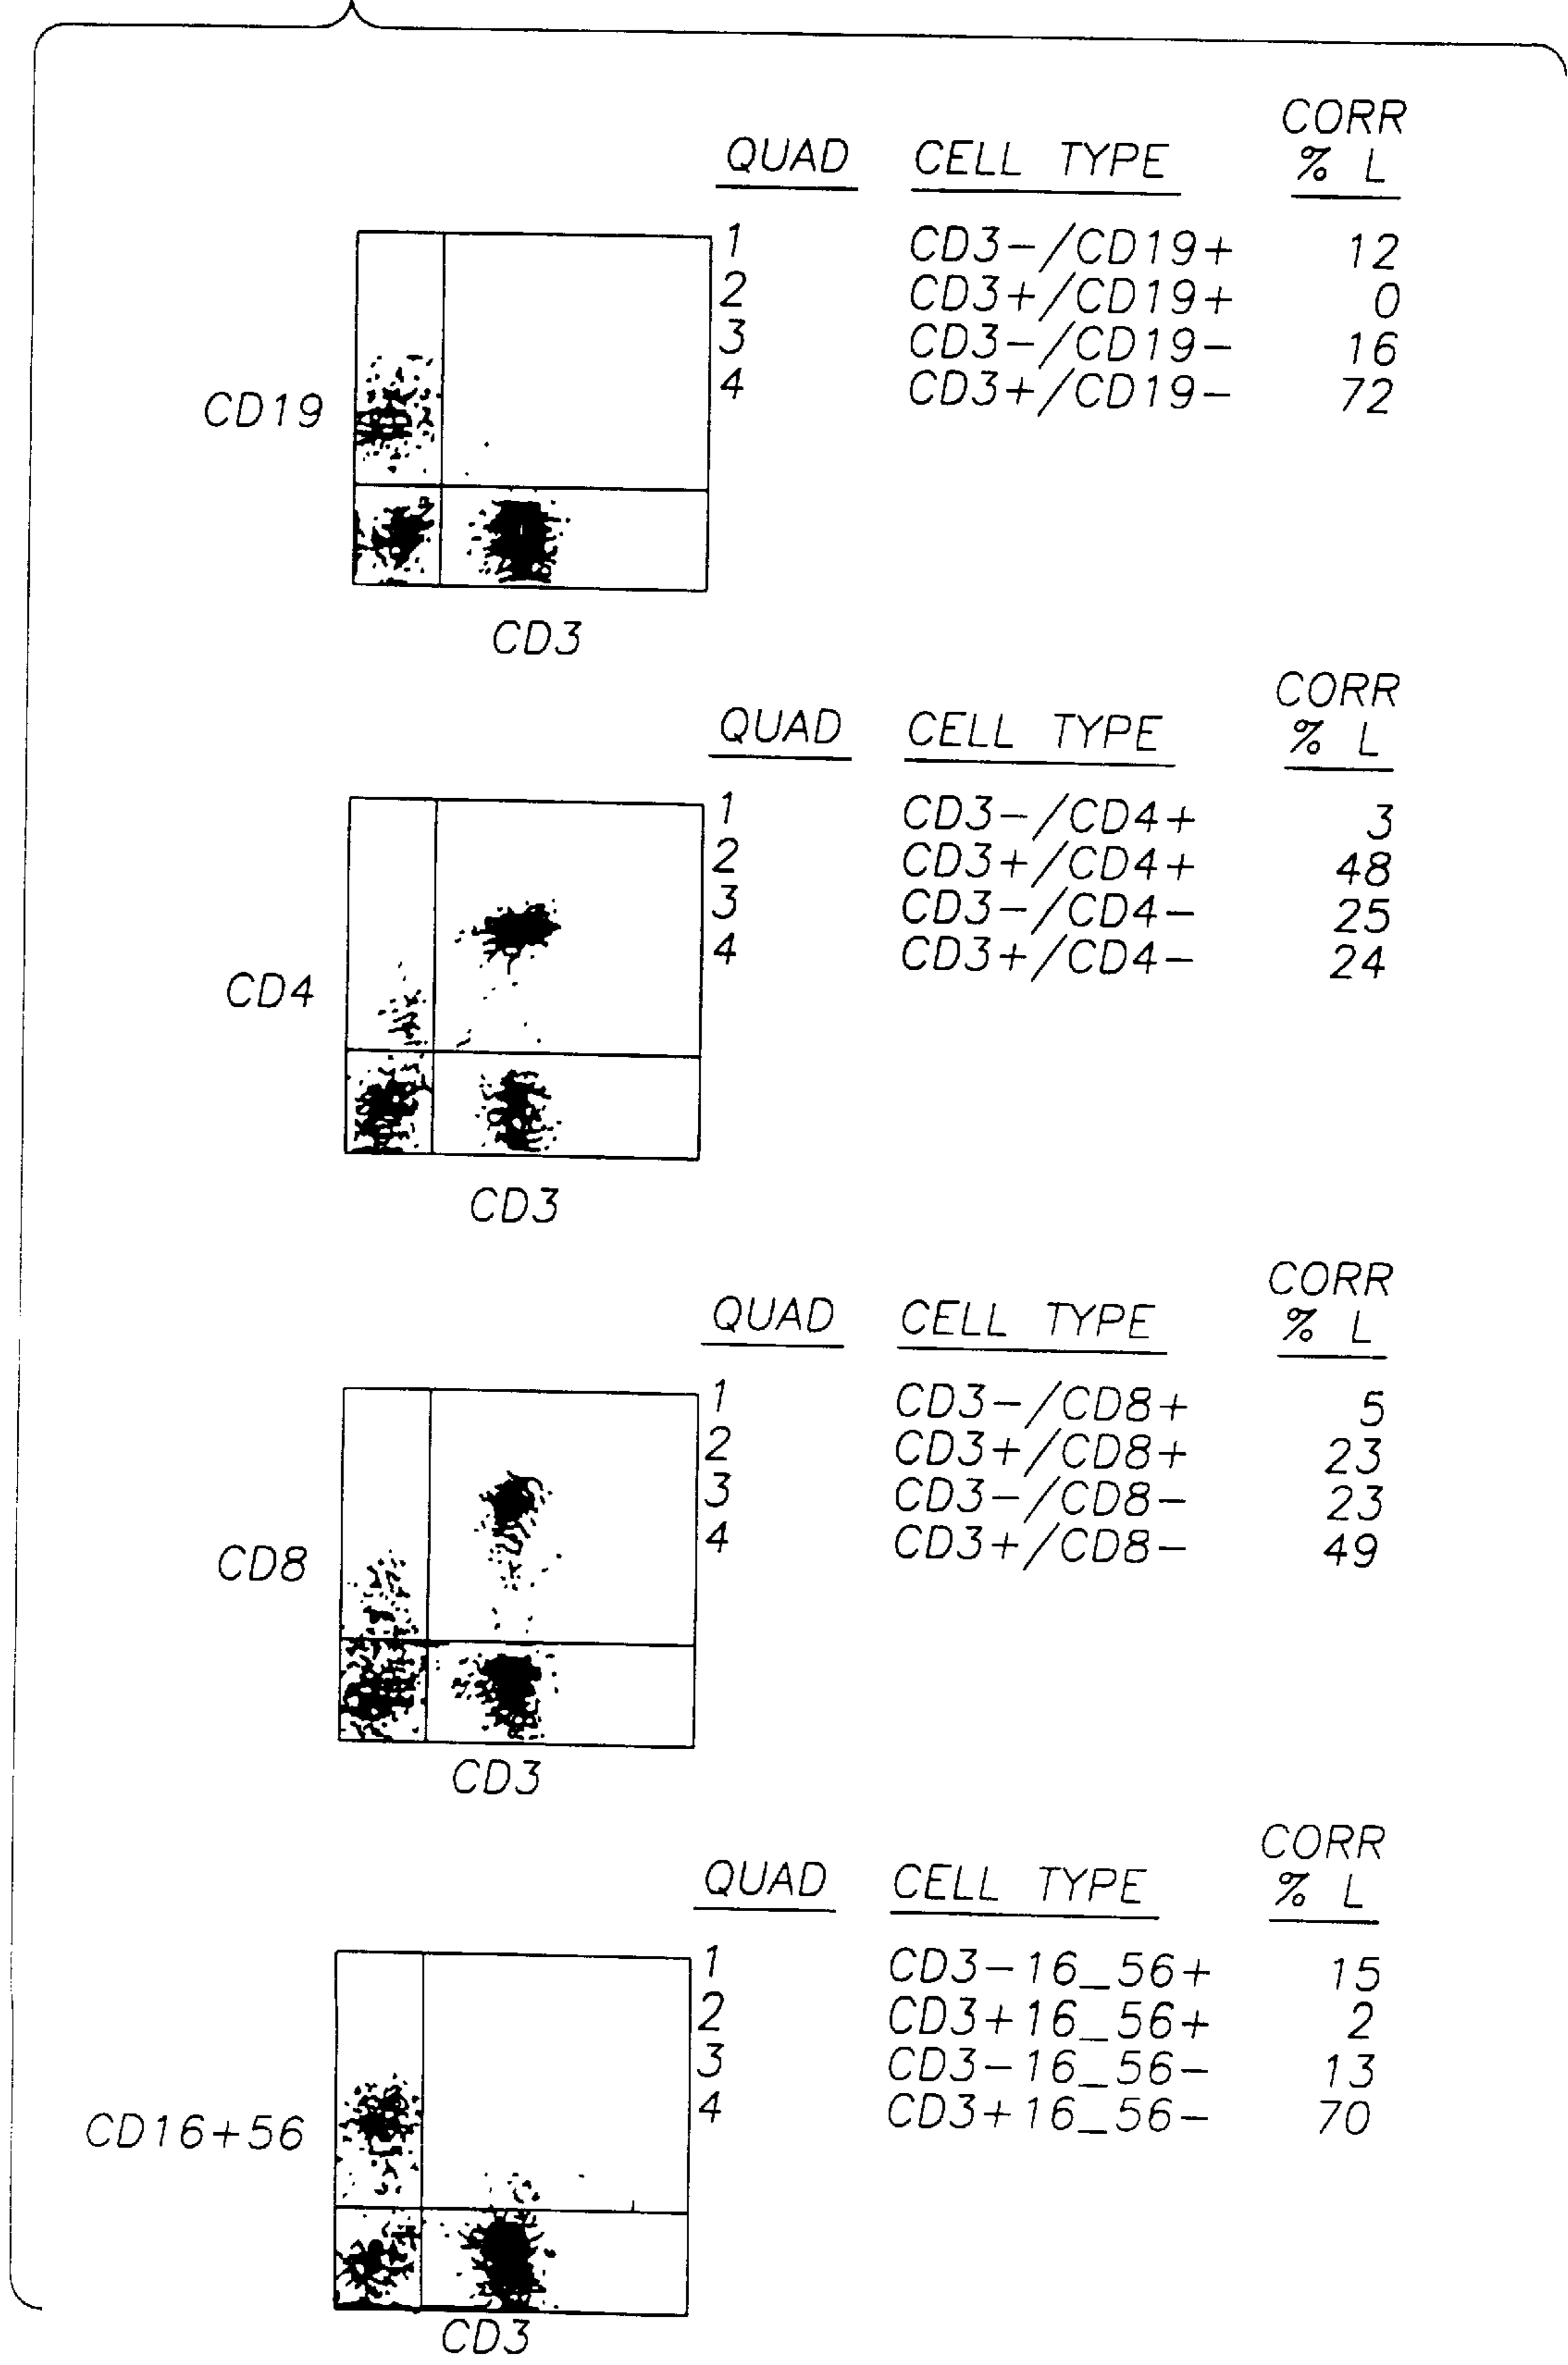 CORR
QUAD CELL TYPE % L
1 CD3-/CD19+ 12
2 CD3+/CD19+ 0
3 CD3-/CD19- 16
4 CD3+/CD19- 72
CD19
CD3
CORR
QUAD CELL TYPE % L
1 CD3-/CD4+ 3
2 CD3+/CD4+ 48
3 CD3-/CD4- 25
4 CD3+/CD4- 24
CD4
CD3
CORR
QUAD CELL TYPE % L
1 CD3-/CD8+ 5
2 CD3+/CD8+ 23
3 CD3-/CD8- 23
4 CD3+/CD8- 49
CD8
CD3
CORR
QUAD CELL TYPE % L
1 CD3-16_56+ 15
2 CD3+16_56+ 2
3 CD3-16_56- 13
4 CD3+16_56- 70
CD16+56
CD3